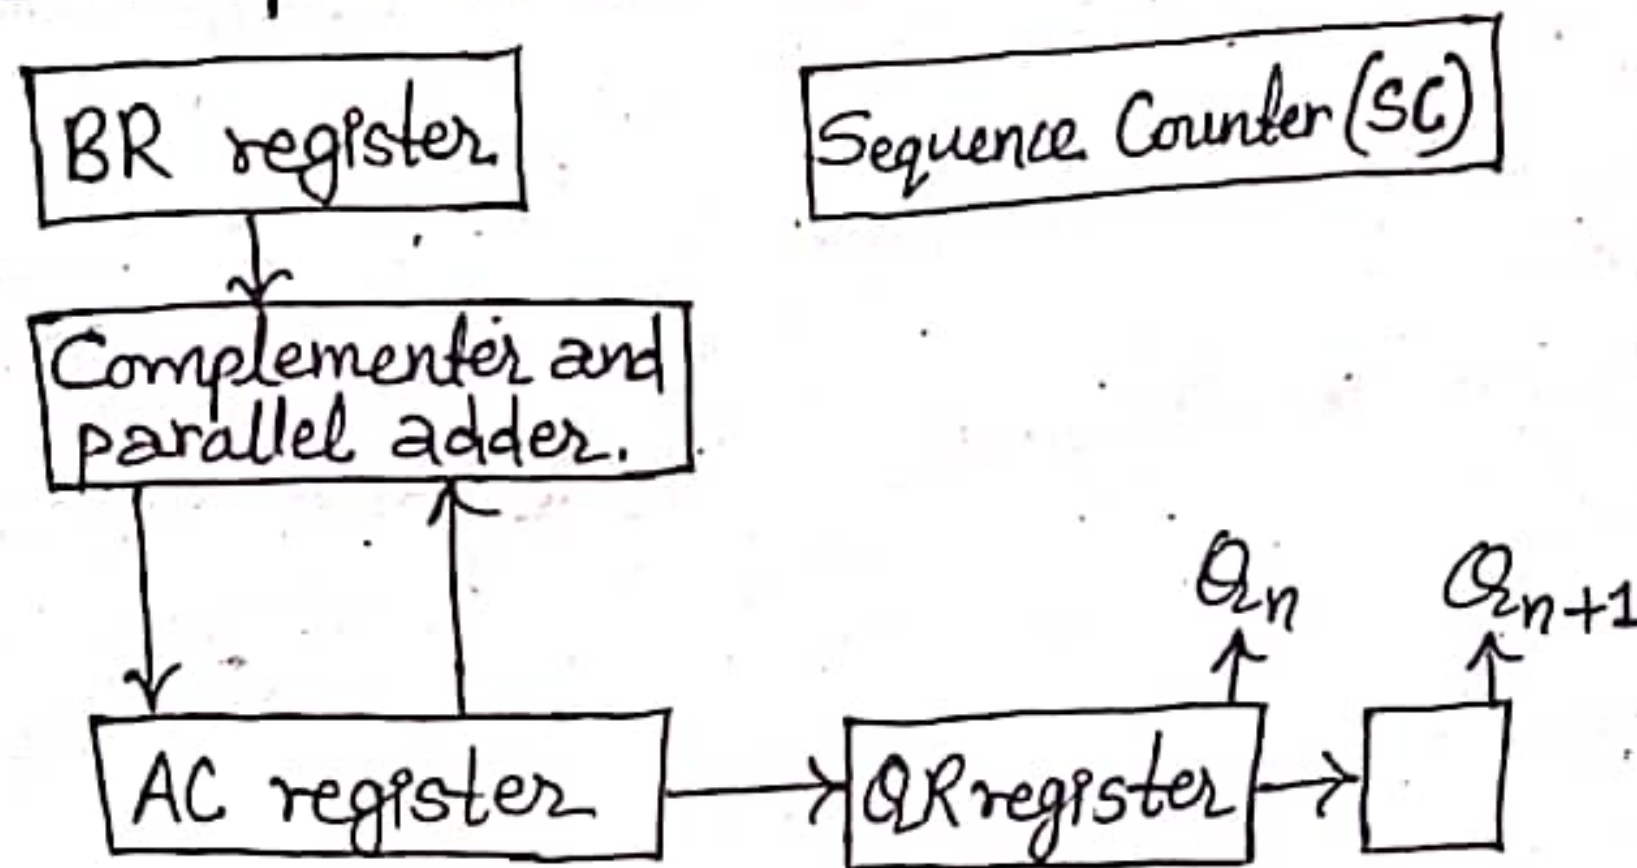 BR register
Sequence Counter (SC)
Complementer and
parallel adder.
Qn
Qn+1
AC register
QR register